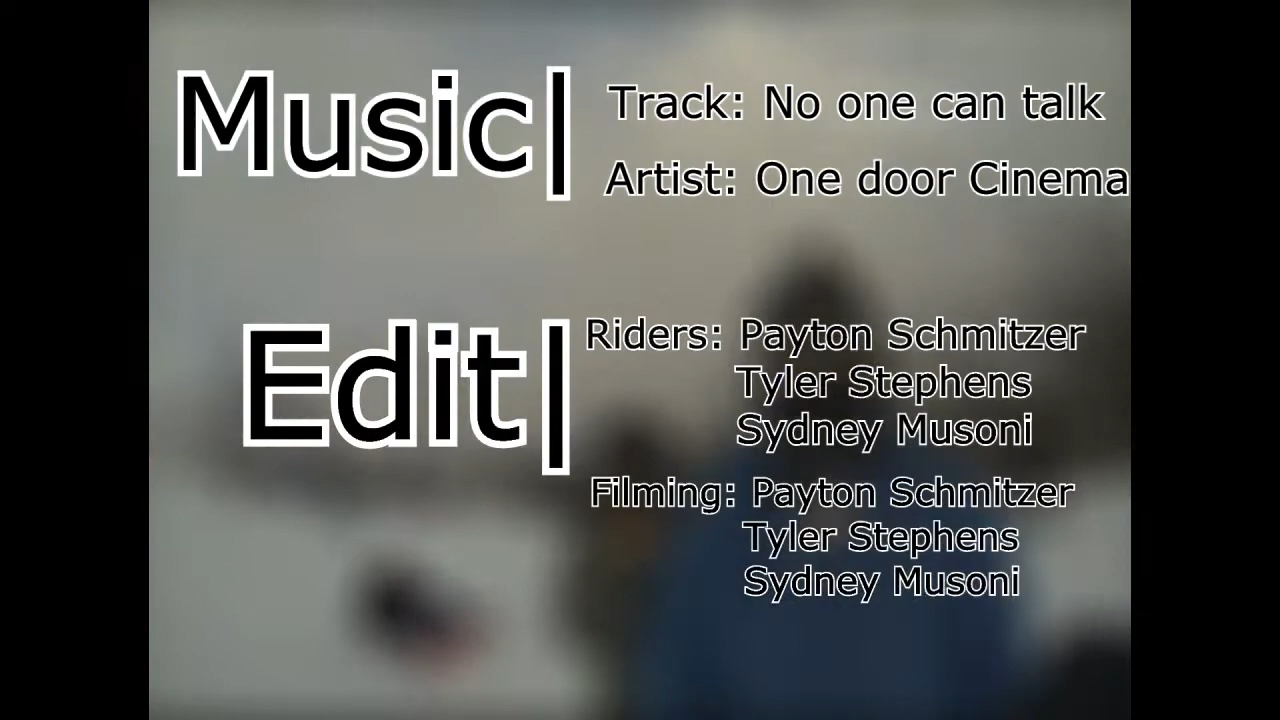 Music| Track: No one can talk
Artist: One door Cinema
Edit| Riders: Payton Schmitzer
Tyler Stephens
Sydney Musoni
Filming: Payton Schmitzer
Tyler Stephens
Sydney Musoni